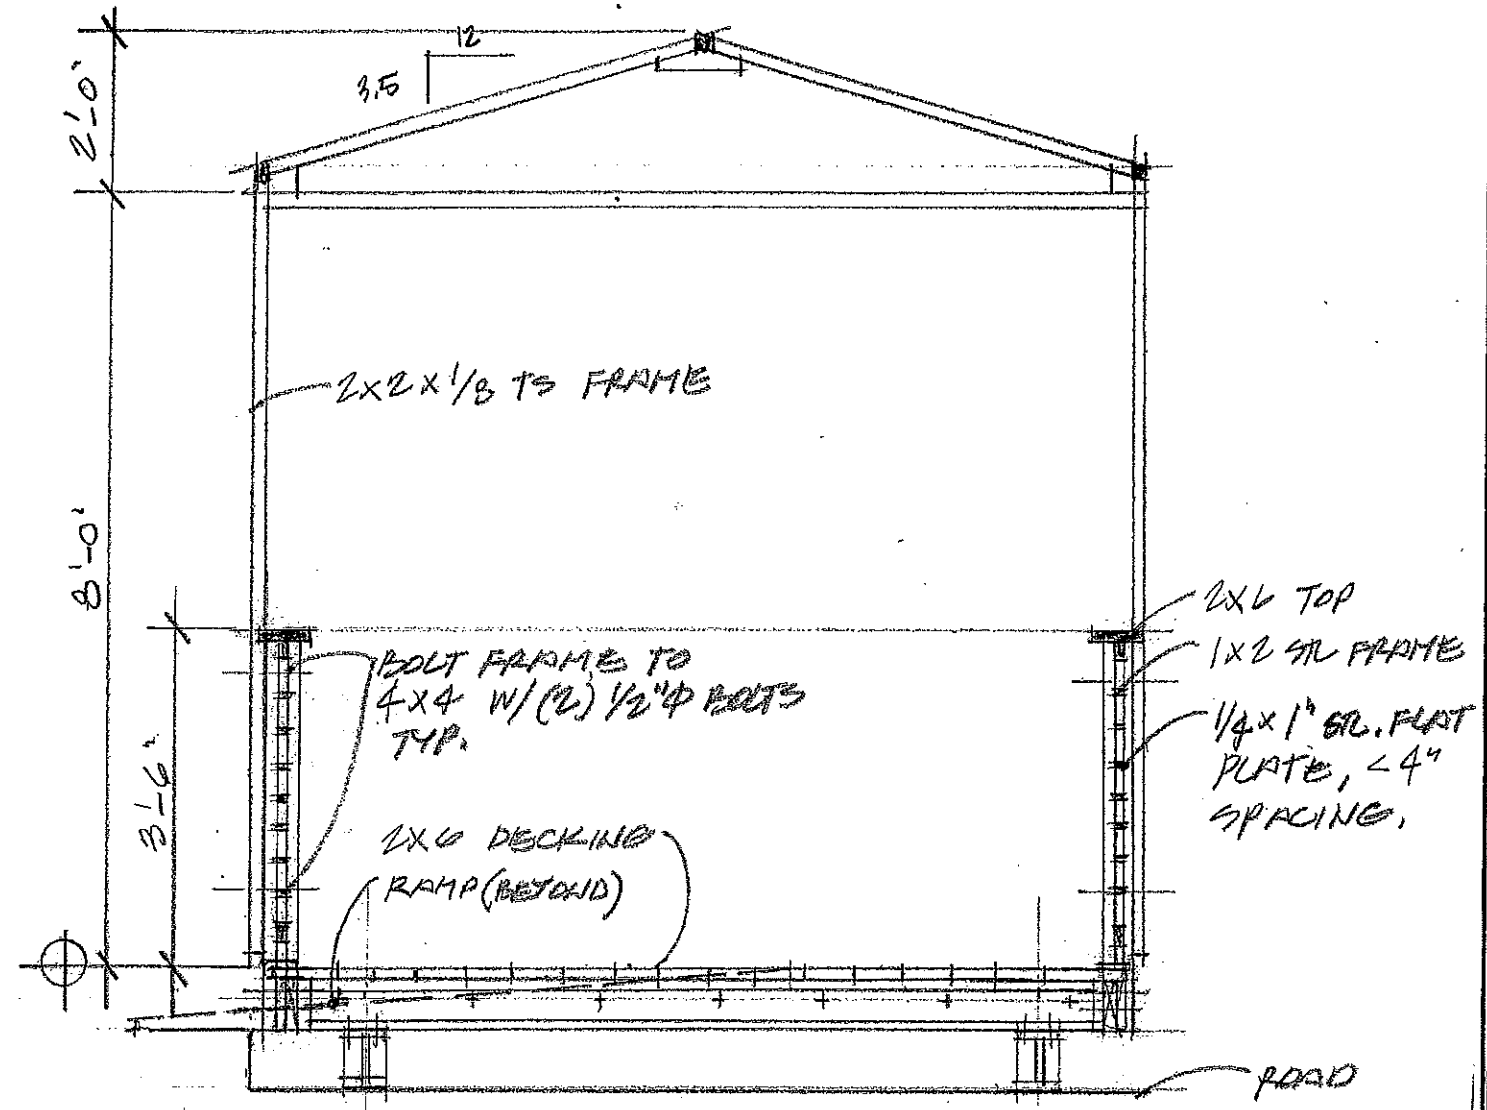 12
3.5
2'-0"
2X2X1/8 TS FRAME
8'-0"
2X6 TOP
1X2 STL FRAME
1/4 X 1" STL. FLAT
PLATE, <4"
SPACING.
BOLT FRAME TO
4X4 W/(2) 1/2"Φ BOLTS
TYP.
3'-6"
2X6 DECKING
RAMP (BEYOND)
ROAD